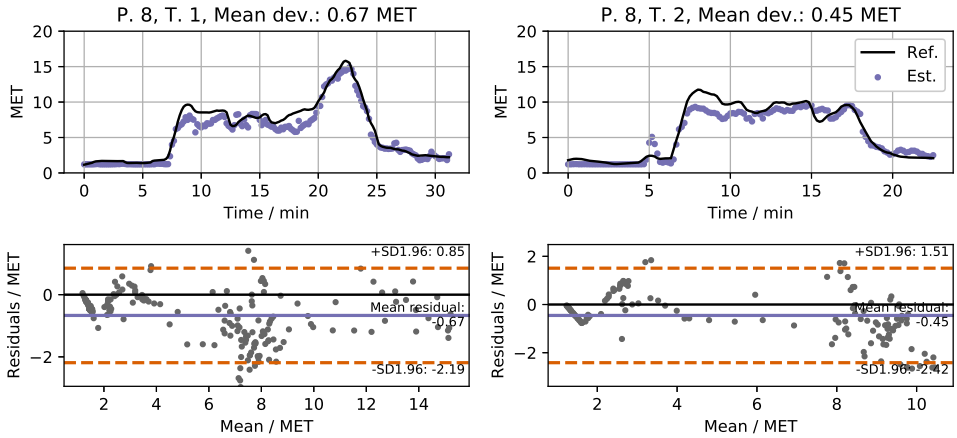 P. 8, T. 1, Mean dev.: 0.67 MET
20
15
10
5
0
MET
0
5
10
15
20
25
30
Time / min
P. 8, T. 2, Mean dev.: 0.45 MET
20
15
10
5
0
MET
Ref.
Est.
0
5
10
15
20
Time / min
0
−2
Residuals / MET
+SD1.96: 0.85
Mean residual:
-0.67
-SD1.96: -2.19
2
4
6
8
10
12
14
Mean / MET
2
0
−2
Residuals / MET
+SD1.96: 1.51
Mean residual:
-0.45
-SD1.96: -2.42
2
4
6
8
10
Mean / MET